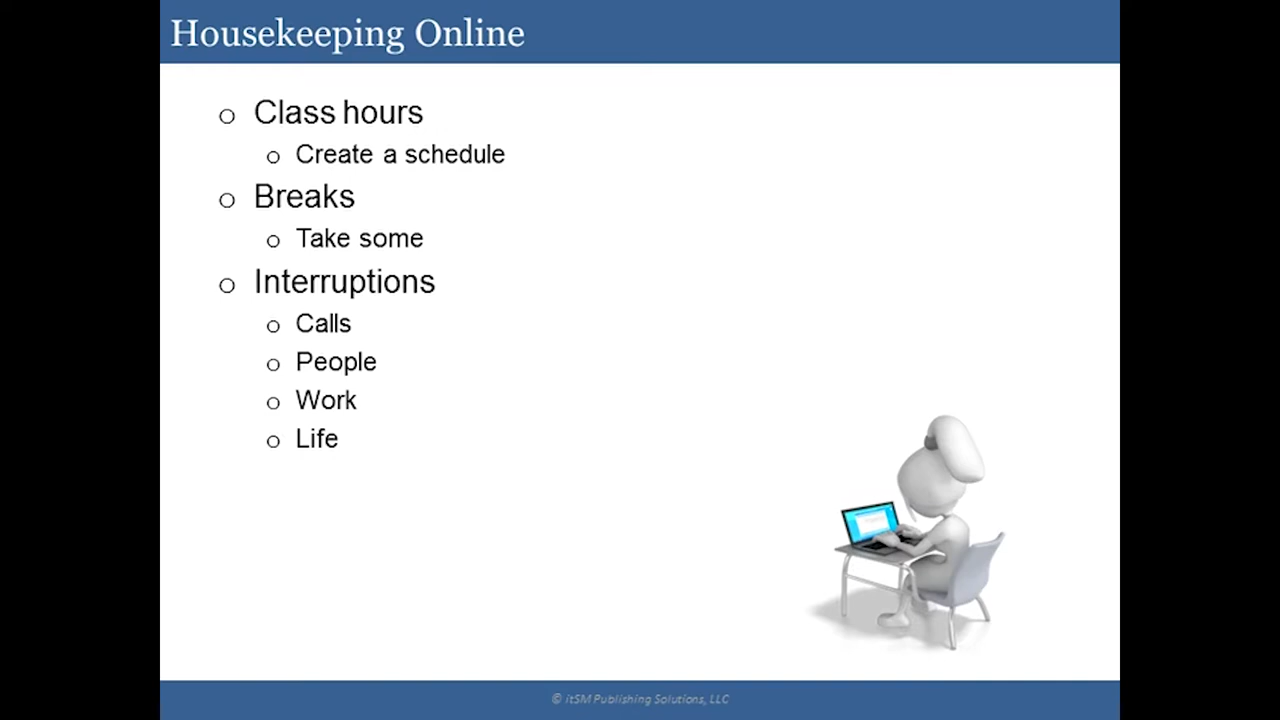 Housekeeping Online
o Class hours
o Create a schedule
o Breaks
o Take some
o Interruptions
o Calls
o People
o Work
o Life
© itSM Publishing Solutions, LLC